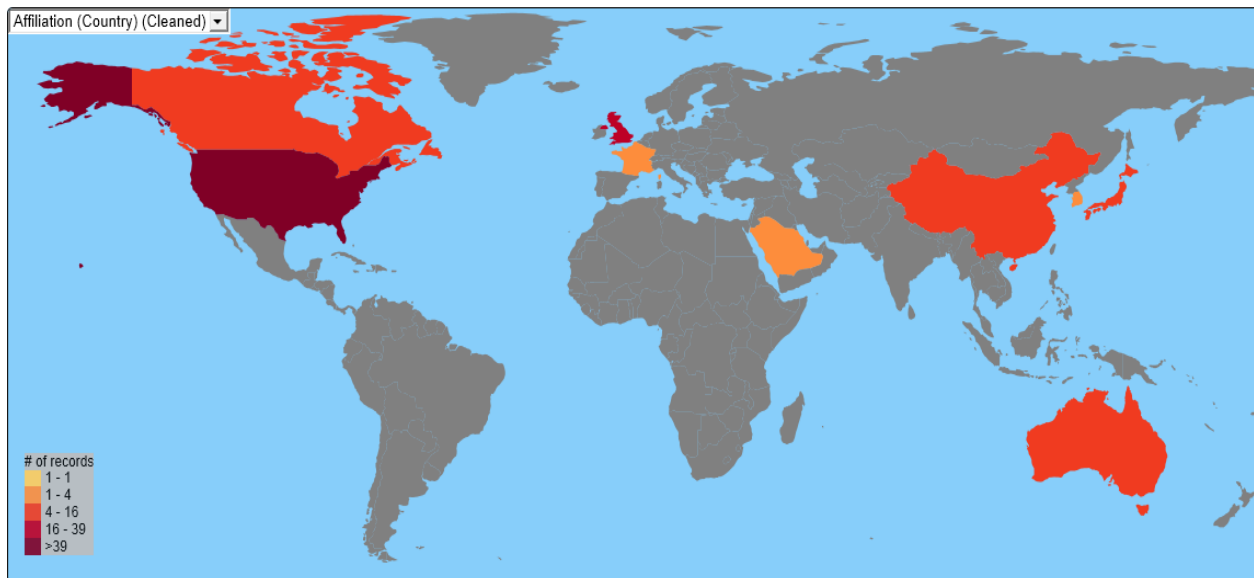 Affiliation (Country) (Cleaned)
# of records
1 - 1
1 - 4
4 - 16
16 - 39
>39